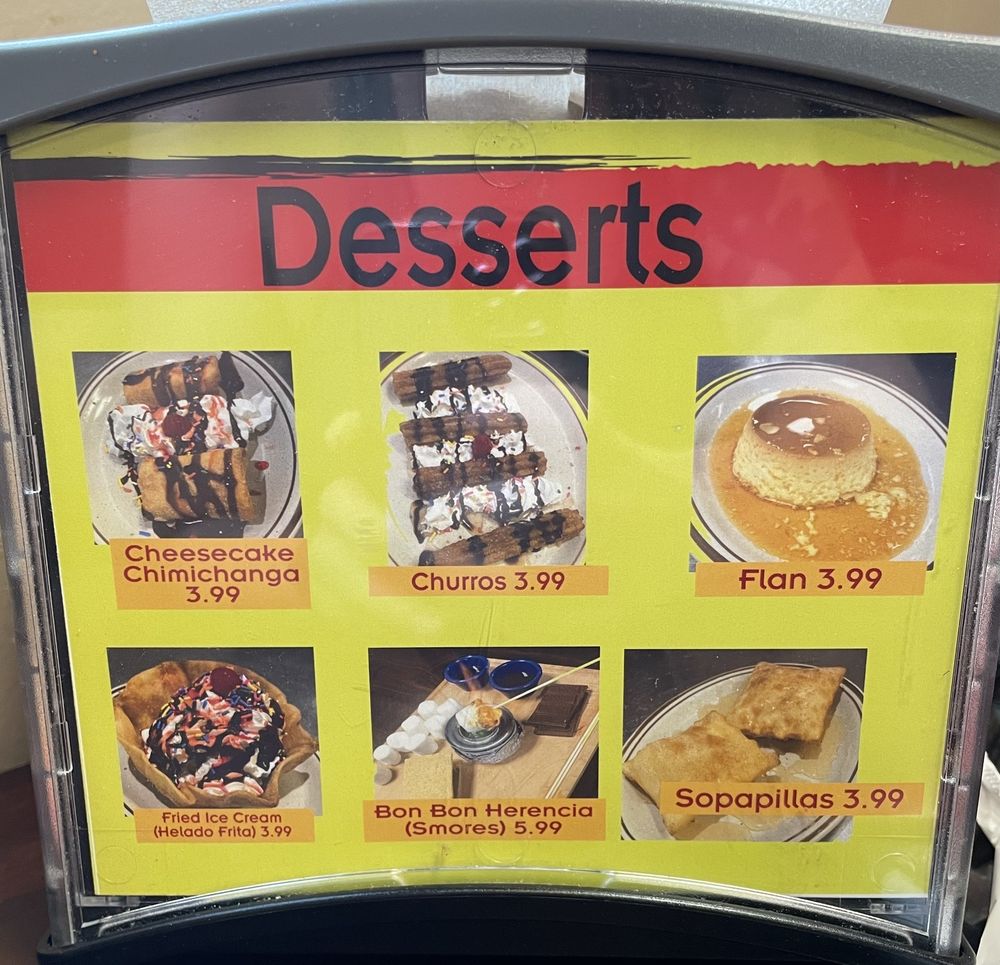 Desserts
Cheesecake
Chimichanga
3.99
Churros 3.99
Flan 3.99
Fried Ice Cream
(Helado Frita) 3.99
Bon Bon Herencia
(Smores) 5.99
Sopapillas 3.99